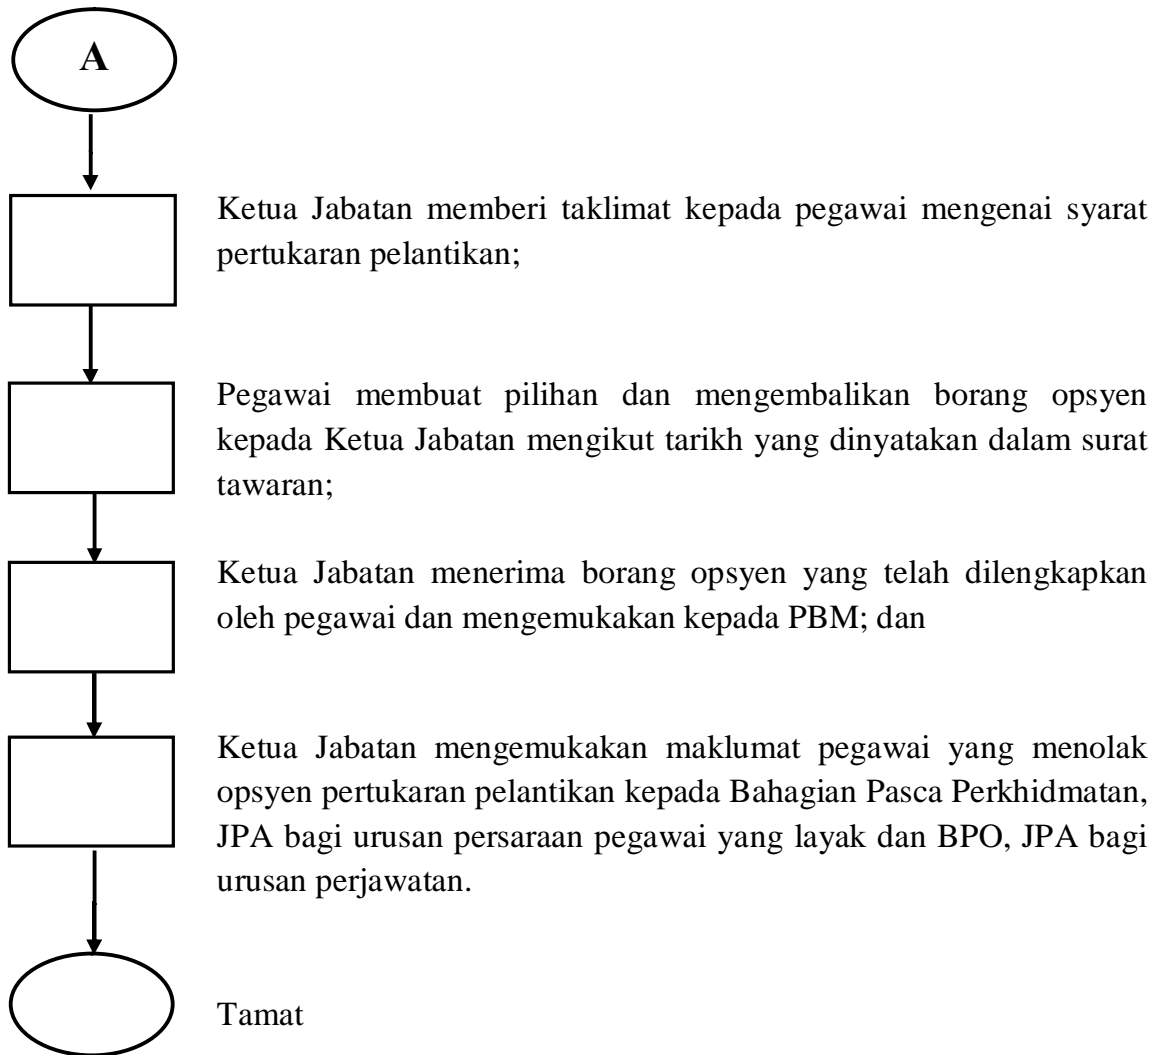 A
Ketua Jabatan memberi taklimat kepada pegawai mengenai syarat
pertukaran pelantikan;
Pegawai membuat pilihan dan mengembalikan borang opsyen
kepada Ketua Jabatan mengikut tarikh yang dinyatakan dalam surat
tawaran;
Ketua Jabatan menerima borang opsyen yang telah dilengkapkan
oleh pegawai dan mengemukakan kepada PBM; dan
Ketua Jabatan mengemukakan maklumat pegawai yang menolak
opsyen pertukaran pelantikan kepada Bahagian Pasca Perkhidmatan,
JPA bagi urusan persaraan pegawai yang layak dan BPO, JPA bagi
urusan perjawatan.
Tamat